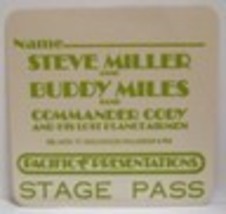 Name
STEVE MILLER
AND
BUDDY MILES
AND
COMMANDER CODY
AND HIS LOST PLANET AIRMEN
PACIFIC PRESENTATIONS
STAGE PASS